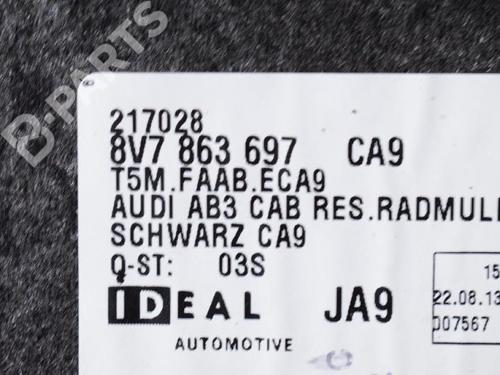 B-PARTS
217028
8V7 863 697 CA9
T5M.FAAB.ECA9
AUDI AB3 CAB RES.RADMUL
SCHWARZ CA9
Q-ST: 03S
15
IDEAL JA9
22.08.13
007567
AUTOMOTIVE